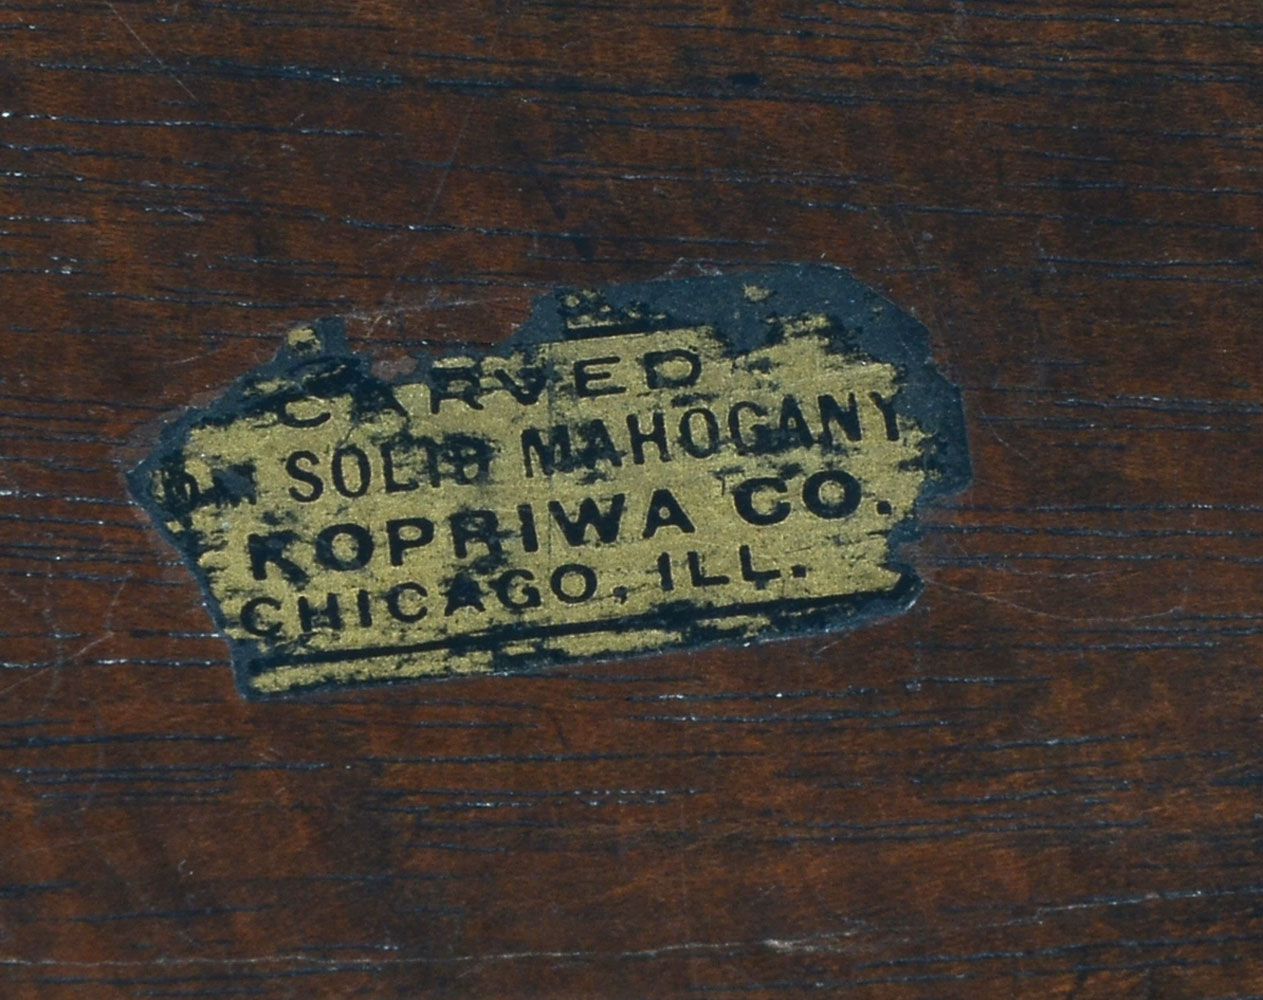 CARVED
SOLID MAHOGANY
KOPRIWA CO.
CHICAGO, ILL.